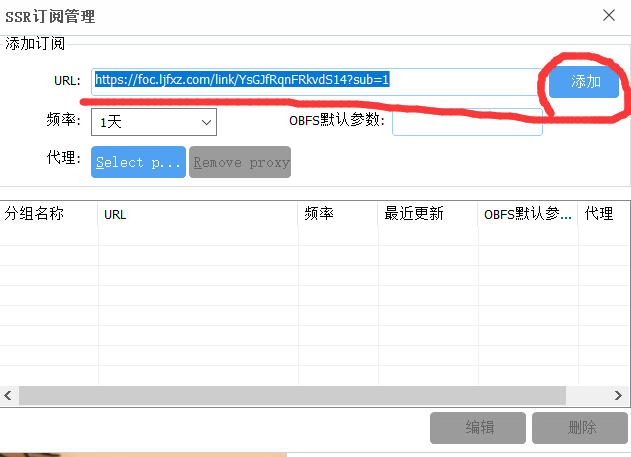 SSR订阅管理
添加订阅
URL: https://foc.ljfxz.com/link/YsGJfRqnFRkvdS14?sub=1 添加
频率: 1天 OBFS默认参数:
代理: Select p... Remove proxy
分组名称 URL 频率 最近更新 OBFS默认参... 代理
编辑 删除